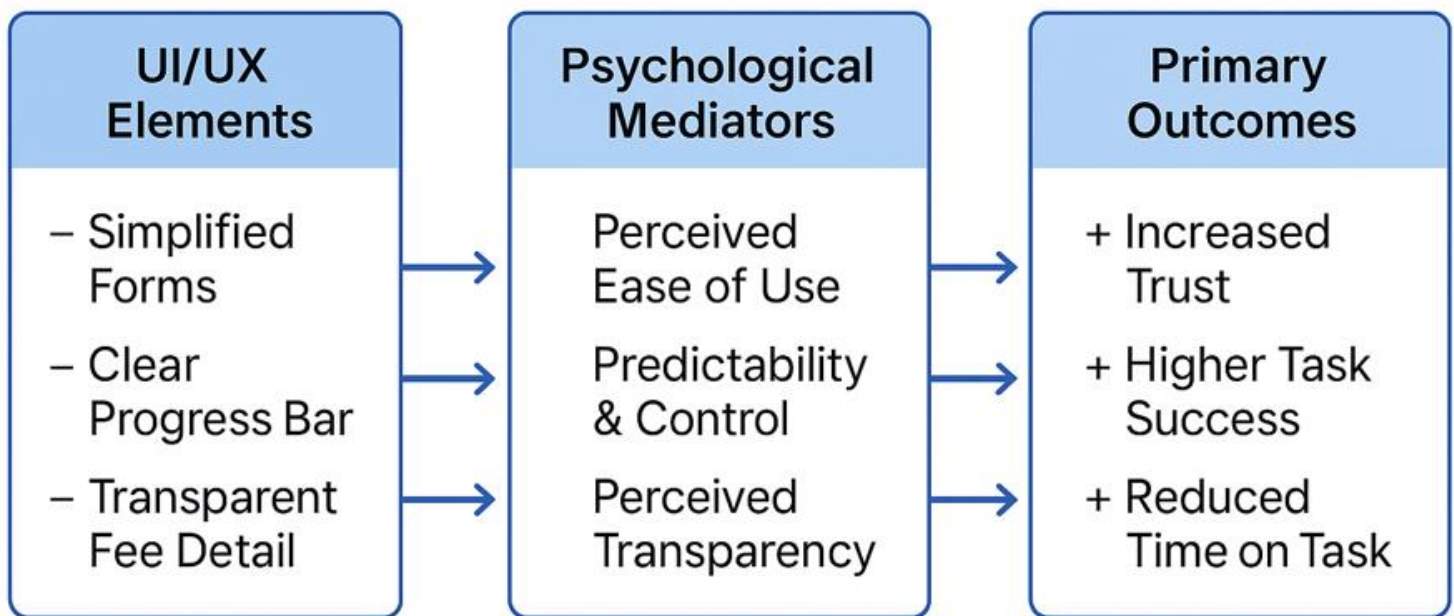 UI/UX
Elements
– Simplified
Forms
– Clear
Progress Bar
– Transparent
Fee Detail
Psychological
Mediators
Perceived
Ease of Use
Predictability
& Control
Perceived
Transparency
Primary
Outcomes
+ Increased
Trust
+ Higher Task
Success
+ Reduced
Time on Task